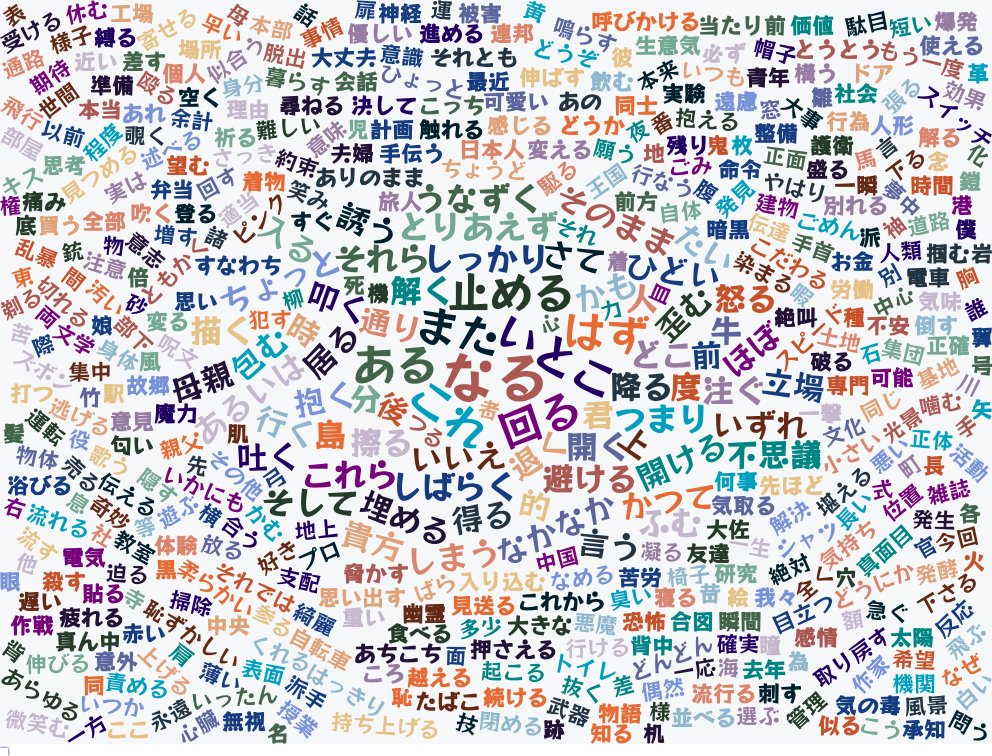 表
受ける
休む
工場
様子
縛る
寄せる
早い
母
本部
話
事情
扉
神経
運
被害
黄
優しい
進める
連邦
鳴らす
呼びかける
当たり前
価値
駄目
短い
爆発
通路
期待
近い
差す
場所
脱出
大丈夫
意識
それとも
どうぞ
彼
生意気
必ず
帽子
とうとう
もう一度
使える
革
効果
世間
準備
殴る
個人
似合う
身分
暮らす
会話
ひょっと
最近
伸ばす
飲む
本来
いつも
青年
構う
ドア
張る
スイッチ
飛行
本当
あれ
空く
余計
理由
尋ねる
決して
こっち
可愛い
あの
同士
実験
遠慮
窓
大事
雛
社会
部屋
以前
程度
覗く
祈る
難しい
意味
児
計画
触れる
感じる
どうか
夜
番
抱える
整備
行為
人形
解る
化
キス
思考
見つめる
述べる
さっき
約束
夫婦
手伝う
日本人
変える
願う
地
残り
鬼
枚
正面
護衛
馬
言
下る
念
権
痛み
実は
望む
弁当
回す
着物
笑み
ありのまま
ちょうど
駆る
王国
行なう
ごみ
腹
命令
発見
やはり
盛る
一瞬
夢中
時間
鎧
底
買う
全部
吹く
登る
適当
ピンク
すぐ
誘う
旅人
うなずく
そのまま
前方
自体
建物
別れる
袖
道路
港
僕
乱暴
銃
物
意志
増す
諸
入る
とりあえず
それ
たい
暗黒
伝達
手首
ごめん
派
人類
掴む
岩
東
間
注意
倍
ともか
すなわち
っと
それら
しっかり
さて
着
ひどい
染まる
こだわる
お金
別
電車
胸
剃る
切れる
汚い
砂
思い
ちょ
柳
叩く
死
機
解く
止める
かも
力
人
皿
歪む
怒る
暇
労働
中心
気味
誰
苦
両
文学
娘
部下
変る
描く
犯す
時
通り
また
い
心
はず
牛
ほぼ
絶叫
スピード
種
土地
不安
倒す
翼
ズボン
際
集中
身体
風
呪文
包む
居る
ある
なる
とこ
どこ
前
破る
石
集団
正確
昇
打つ
竹
駅
故郷
母親
いは
抱く
分
後
くれ
者
回る
降る
度
注ぐ
立場
専門
可能
基地
号
川
髪
運転
逃げる
意見
魔力
あるい
行く
島
つる
君
つまり
いずれ
一撃
同じ
光景
噛む
矢
手
役
歌う
匂い
親父
肌
吐く
擦る
いいえ
退く
開く
上
開ける
不思議
文化
小さい
悪い
正体
活動
物体
売る
伝える
隠す
先
その他
司
これら
しばらく
避ける
何事
先ほど
町
長
浴びる
息
奇妙
等
遊ぶ
いかにも
横合う
かむ
そして
埋める
得る
的
なかなか
かつて
気取る
堪える
長い
式
位置
雑誌
右
流れる
社
教室
放る
地上
貴方
しまう
言う
ふむ
大佐
解決
シャツ
気持ち
真面目
発生
各
流す
他
電気
迫る
体験
好き
プロ
中国
凝る
友達
一生
絶対
全く
穴
官
今回
眼
殺す
貼る
寺
黒
柔らかい
それでは
支配
脅かす
ばら
入り込む
なめる
苦労
椅子
研究
我々
どうにか
発酵
下さる
火
遅い
疲れる
恥ずかしい
掃除
参る
綺麗
思い出す
重い
幽霊
見送る
これから
臭い
寝る
昔
絵
目立つ
額
急ぐ
反応
作戦
真ん中
赤い
中央
自転車
食べる
多少
大きな
悪魔
恐怖
合図
瞬間
感情
太陽
飛ぶ
背
伸びる
意外
上げる
肩
くれる
はっきり
あちこち
面
押さえる
行ける
背中
どんどん
確実
瞳
取り戻す
希望
なぜ
あらゆる
同
責める
薄い
表面
派手
ころ
越える
起こる
トイレ
差
一応
海
去年
為
作家
機関
白い
いつか
いったん
授業
恥
たばこ
続ける
抜く
武器
偶然
流行る
刺す
管理
気の毒
風景
微笑む
一方
ここ
永遠
心臓
無視
名
持ち上げる
技
閉める
跡
物語
知る
様
机
並べる
選ぶ
似る
こう
承知
問う